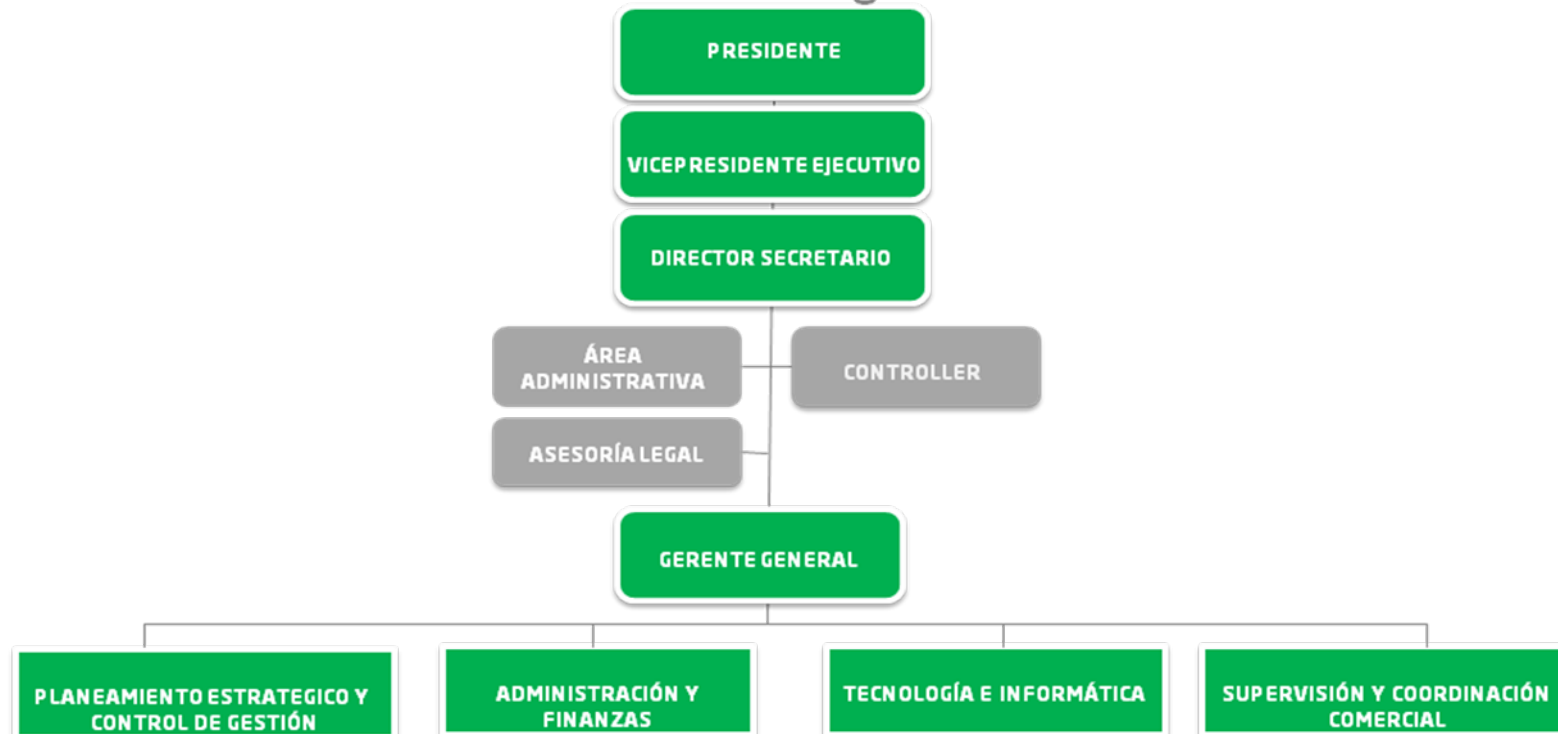 PRESIDENTE
VICEPRESIDENTE EJECUTIVO
DIRECTOR SECRETARIO
ÁREA
ADMINISTRATIVA
CONTROLLER
ASESORÍA LEGAL
GERENTE GENERAL
PLANEAMIENTO ESTRATEGICO Y
CONTROL DE GESTIÓN
ADMINISTRACIÓN Y
FINANZAS
TECNOLOGÍA E INFORMÁTICA
SUPERVISIÓN Y COORDINACIÓN
COMERCIAL